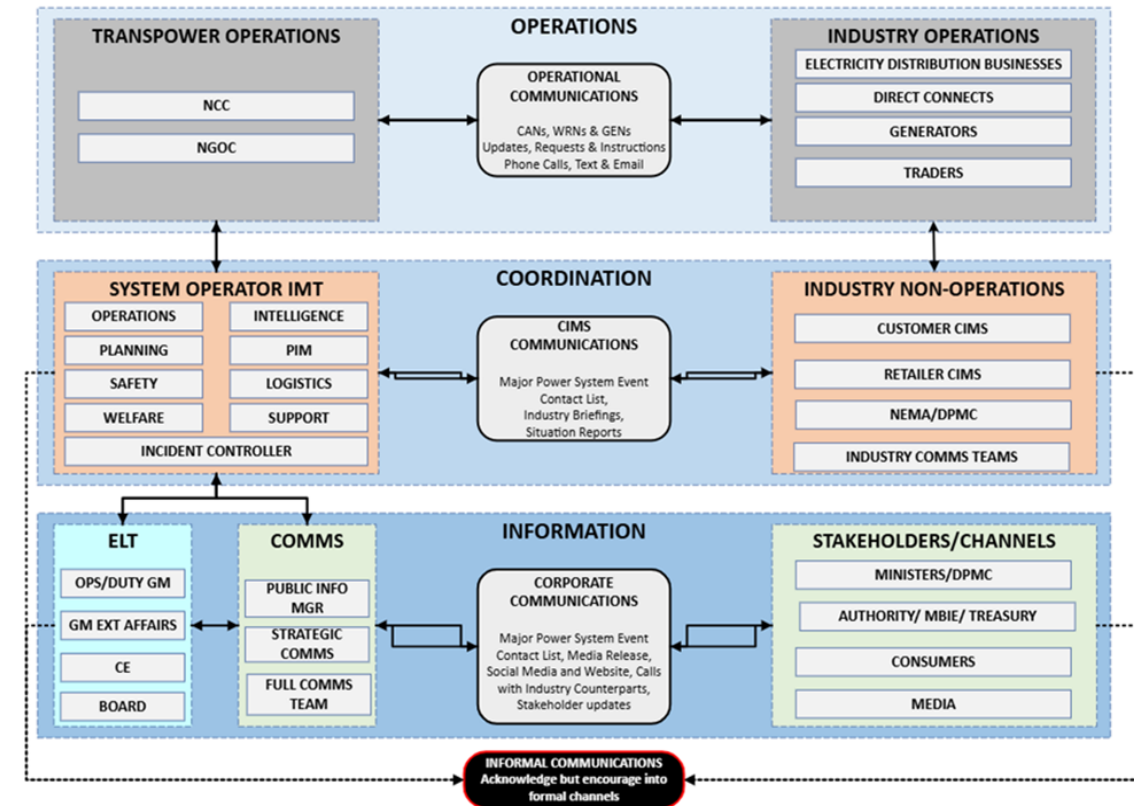 OPERATIONS
TRANSPOWER OPERATIONS
NCC
NGOC
OPERATIONAL
COMMUNICATIONS
CANs, WRNs & GENs
Updates, Requests & Instructions
Phone Calls, Text & Email
INDUSTRY OPERATIONS
ELECTRICITY DISTRIBUTION BUSINESSES
DIRECT CONNECTS
GENERATORS
TRADERS
COORDINATION
SYSTEM OPERATOR IMT
OPERATIONS
INTELLIGENCE
PLANNING
PIM
SAFETY
LOGISTICS
WELFARE
SUPPORT
INCIDENT CONTROLLER
CIMS
COMMUNICATIONS
Major Power System Event
Contact List,
Industry Briefings,
Situation Reports
INDUSTRY NON-OPERATIONS
CUSTOMER CIMS
RETAILER CIMS
NEMA/DPMC
INDUSTRY COMMS TEAMS
INFORMATION
ELT
OPS/DUTY GM
GM EXT AFFAIRS
CE
BOARD
COMMS
PUBLIC INFO
MGR
STRATEGIC
COMMS
FULL COMMS
TEAM
CORPORATE
COMMUNICATIONS
Major Power System Event
Contact List, Media Release,
Social Media and Website, Calls
with Industry Counterparts,
Stakeholder updates
STAKEHOLDERS/CHANNELS
MINISTERS/DPMC
AUTHORITY/ MBIE/ TREASURY
CONSUMERS
MEDIA
INFORMAL COMMUNICATIONS
Acknowledge but encourage into
formal channels